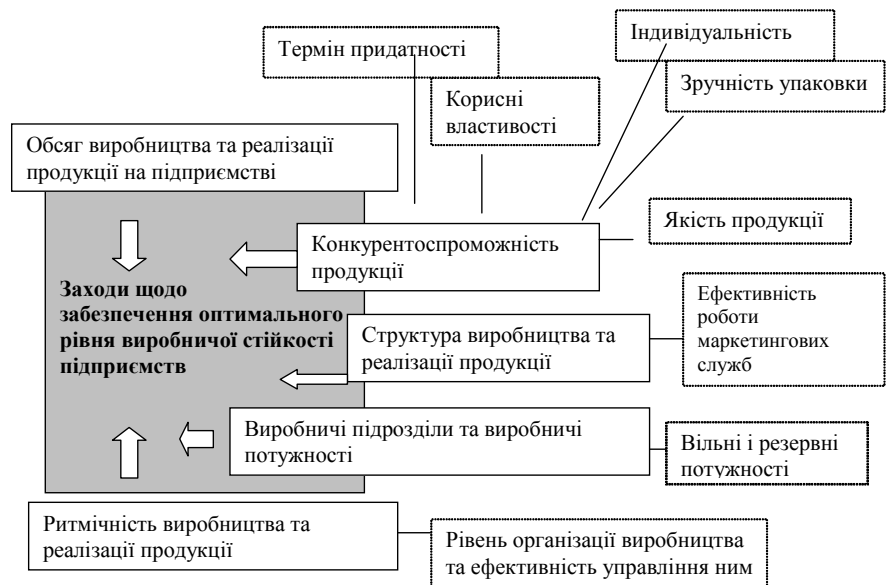 Термін придатності
Індивідуальність
Зручність упаковки
Корисні
властивості
Обсяг виробництва та реалізації
продукції на підприємстві
Якість продукції
Конкурентоспроможність
продукції
Заходи щодо
забезпечення оптимального
рівня виробничої стійкості
підприємств
Ефективність
роботи
маркетингових
служб
Структура виробництва та
реалізації продукції
Виробничі підрозділи та виробничі
потужності
Вільні і резервні
потужності
Ритмічність виробництва та
реалізації продукції
Рівень організації виробництва
та ефективність управління ним